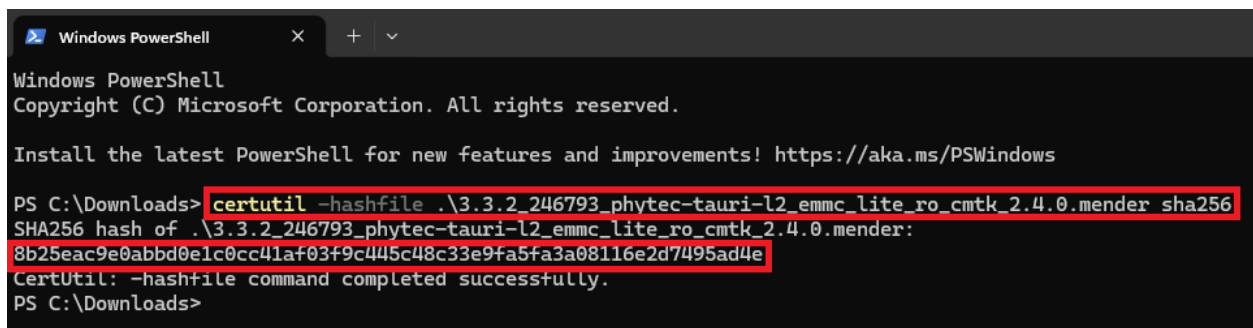 Windows PowerShell
Windows PowerShell
Copyright (C) Microsoft Corporation. All rights reserved.
Install the latest PowerShell for new features and improvements! https://aka.ms/PSWindows
PS C:\Downloads> certutil -hashfile .\3.3.2_246793_phytec-tauri-l2_emmc_lite_ro_cmtk_2.4.0.mender sha256
SHA256 hash of .\3.3.2_246793_phytec-tauri-l2_emmc_lite_ro_cmtk_2.4.0.mender:
8b25eac9e0abbd0e1c0cc41af03f9c445c48c33e9fa5fa3a08116e2d7495ad4e
CertUtil: -hashfile command completed successfully.
PS C:\Downloads>